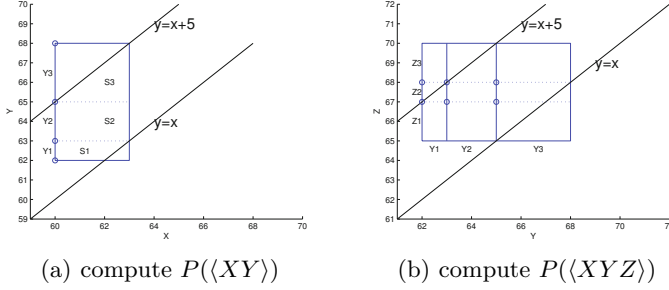 70
69
68
67
66
65
64
63
62
61
60
59
Y
60
62
64
66
68
70
X
y=x+5
y=x
Y3
Y2
Y1
S3
S2
S1
72
71
70
69
68
67
66
65
64
63
62
61
Z
62
64
66
68
70
72
Y
y=x+5
y=x
Z3
Z2
Z1
Y1
Y2
Y3
(a) compute P(⟨XY⟩)
(b) compute P(⟨XYZ⟩)